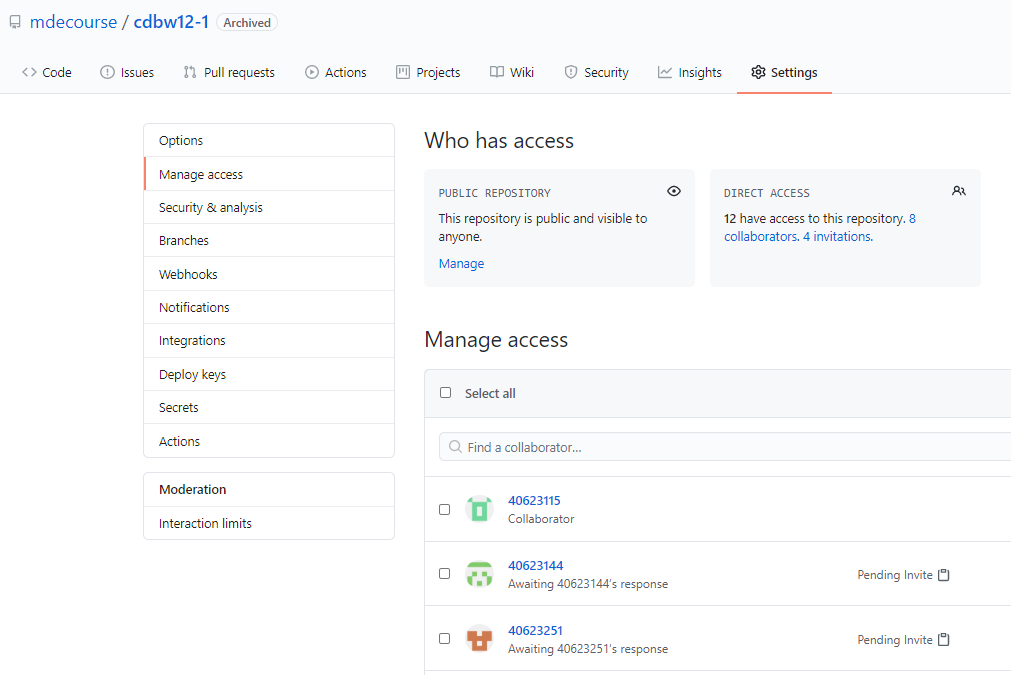 mdecourse / cdbw12-1 Archived
Code Issues Pull requests Actions Projects Wiki Security Insights Settings
Options
Manage access
Security & analysis
Branches
Webhooks
Notifications
Integrations
Deploy keys
Secrets
Actions
Moderation
Interaction limits
Who has access
PUBLIC REPOSITORY
This repository is public and visible to
anyone.
Manage
DIRECT ACCESS
12 have access to this repository. 8
collaborators. 4 invitations.
Manage access
Select all
Find a collaborator...
40623115
Collaborator
40623144
Awaiting 40623144's response
Pending Invite
40623251
Awaiting 40623251's response
Pending Invite